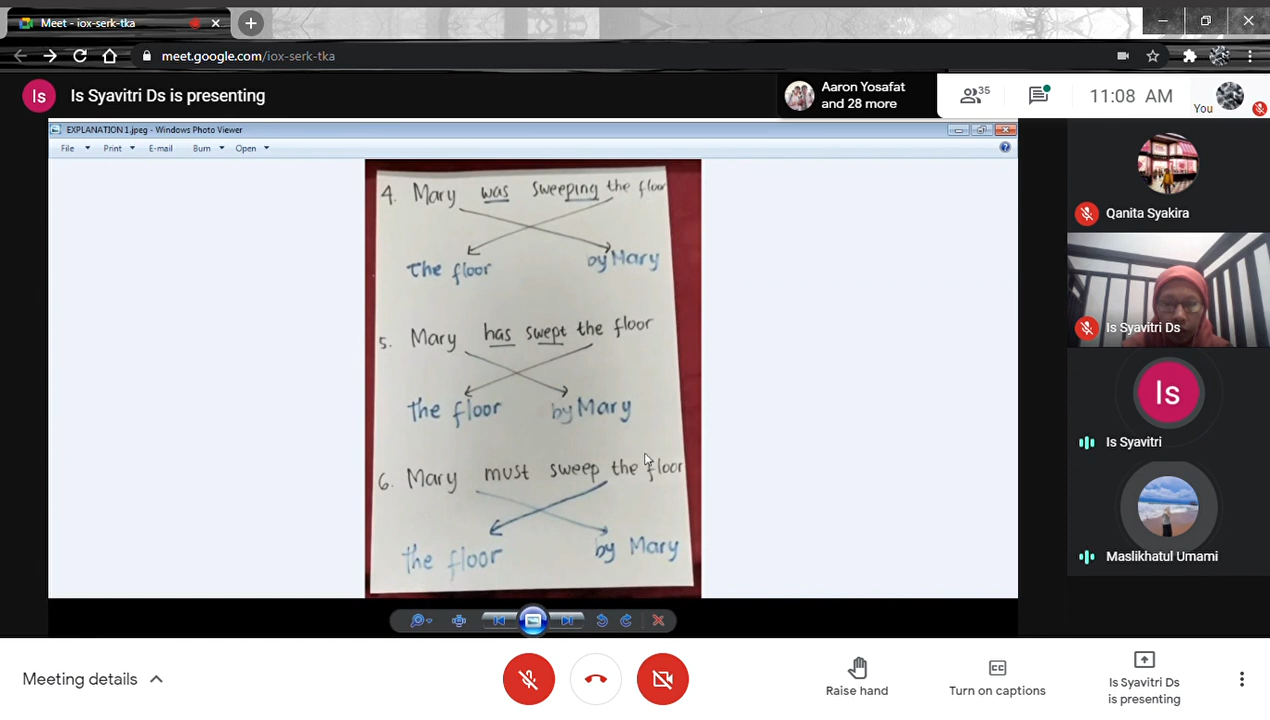 Meet - iox-serk-tka
meet.google.com/iox-serk-tka
Is
Is Syavitri Ds is presenting
Aaron Yosafat
and 28 more
35
11:08 AM
You
EXPLANATION 1.jpeg - Windows Photo Viewer
File Print E-mail Burn Open
4. Mary was sweeping the floor
The floor by Mary
5. Mary has swept the floor
the floor by Mary
6. Mary must sweep the floor
the floor by Mary
Qanita Syakira
Is Syavitri Ds
Is
Is Syavitri
Maslikhatul Umami
Meeting details
Raise hand
CC
Turn on captions
Is Syavitri Ds
is presenting